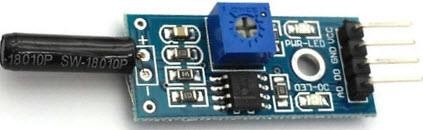 -18010P SW-18010P
PWR-LED
DO-LED
AO DO GND VCC
+
-